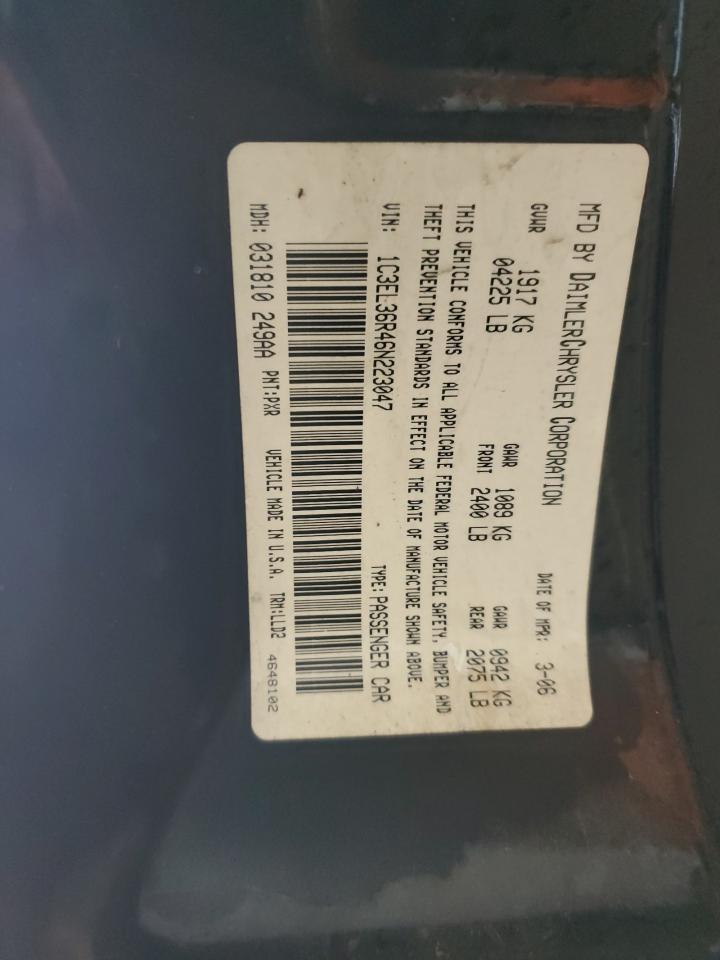 MFD BY DAIMLERCHRYSLER CORPORATION DATE OF MFR: 3-06
GVWR 1917 KG GAWR 1089 KG GAWR 0942 KG
04225 LB FRONT 2400 LB REAR 2075 LB
THIS VEHICLE CONFORMS TO ALL APPLICABLE FEDERAL MOTOR VEHICLE SAFETY, BUMPER AND
THEFT PREVENTION STANDARDS IN EFFECT ON THE DATE OF MANUFACTURE SHOWN ABOVE.
VIN: 1C3EL36R46N223047 TYPE: PASSENGER CAR
MDH: 031810 249AA PNT:PXR VEHICLE MADE IN U.S.A. TRM:LLD2 4648102